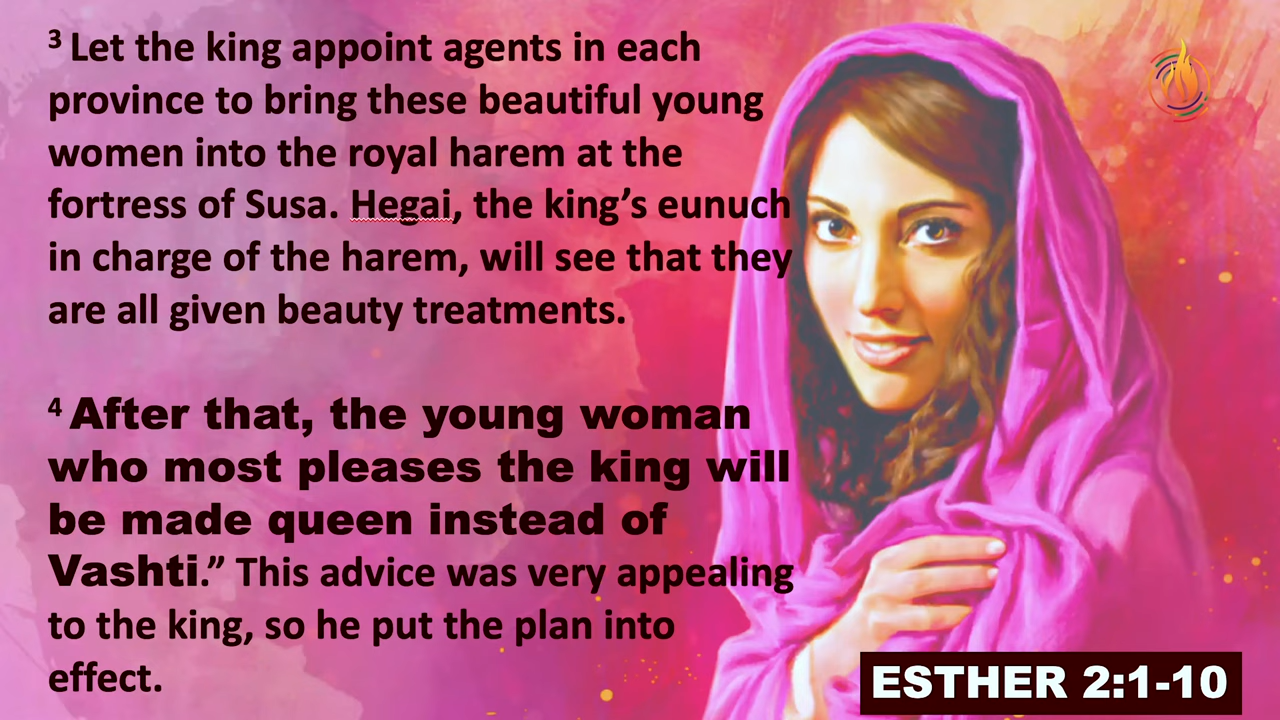 ³ Let the king appoint agents in each
province to bring these beautiful young
women into the royal harem at the
fortress of Susa. Hegai, the king’s eunuch
in charge of the harem, will see that they
are all given beauty treatments.
⁴ After that, the young woman
who most pleases the king will
be made queen instead of
Vashti.” This advice was very appealing
to the king, so he put the plan into
effect.
ESTHER 2:1-10